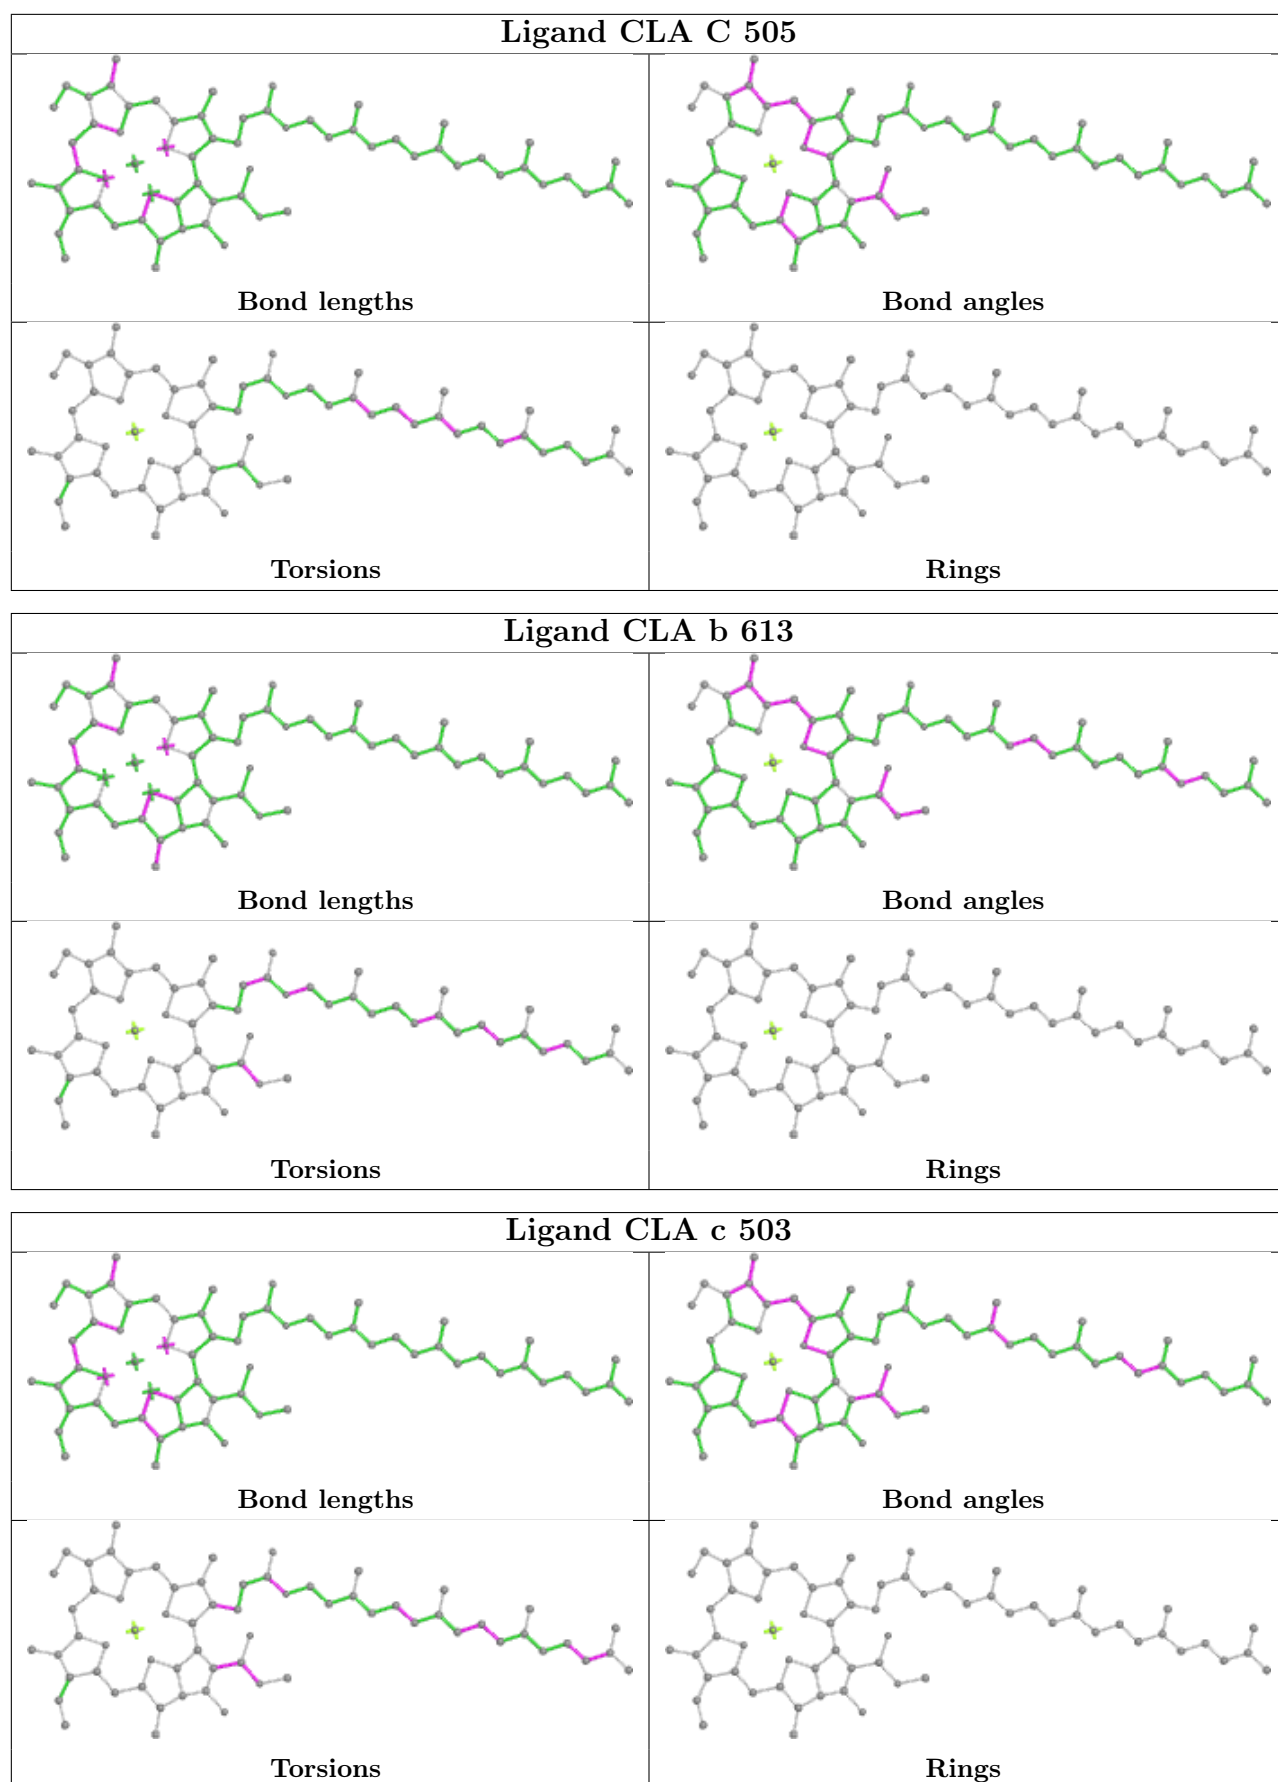 Ligand CLA C 505
Bond lengths
Bond angles
Torsions
Rings
Ligand CLA b 613
Bond lengths
Bond angles
Torsions
Rings
Ligand CLA c 503
Bond lengths
Bond angles
Torsions
Rings